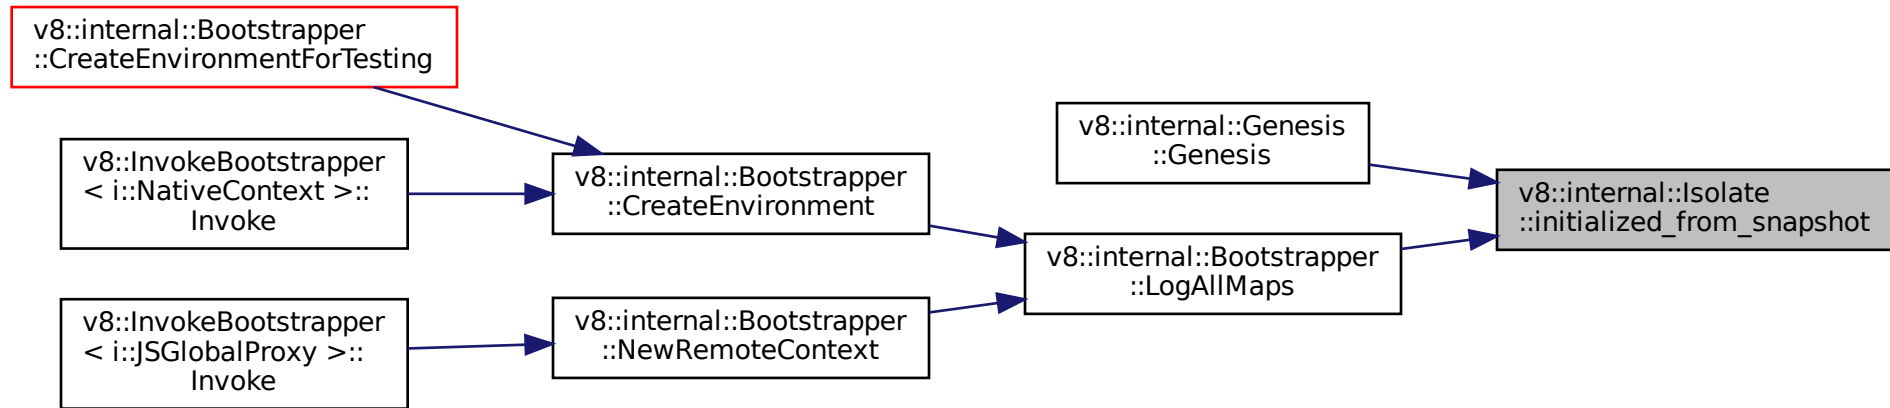 v8::internal::Bootstrapper
::CreateEnvironmentForTesting
v8::InvokeBootstrapper
< i::NativeContext >::
Invoke
v8::InvokeBootstrapper
< i::JSGlobalProxy >::
Invoke
v8::internal::Bootstrapper
::CreateEnvironment
v8::internal::Bootstrapper
::NewRemoteContext
v8::internal::Genesis
::Genesis
v8::internal::Bootstrapper
::LogAllMaps
v8::internal::Isolate
::initialized_from_snapshot